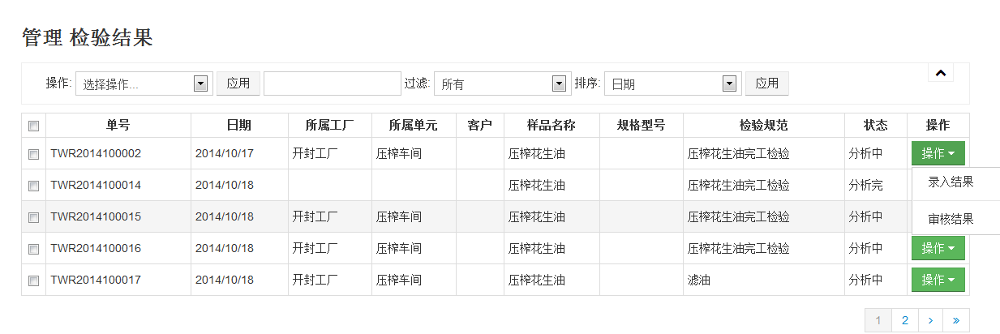 管理 检验结果
操作: 选择操作... 应用 过滤: 所有 排序: 日期 应用
单号 日期 所属工厂 所属单元 客户 样品名称 规格型号 检验规范 状态 操作
TWR2014100002 2014/10/17 开封工厂 压榨车间 压榨花生油 压榨花生油完工检验 分析中 操作
TWR2014100014 2014/10/18 压榨花生油 压榨花生油完工检验 分析完 录入结果
TWR2014100015 2014/10/18 开封工厂 压榨车间 压榨花生油 压榨花生油完工检验 分析中 审核结果
TWR2014100016 2014/10/18 开封工厂 压榨车间 压榨花生油 压榨花生油完工检验 分析中 操作
TWR2014100017 2014/10/18 开封工厂 压榨车间 压榨花生油 滤油 分析中 操作
1 2 › »